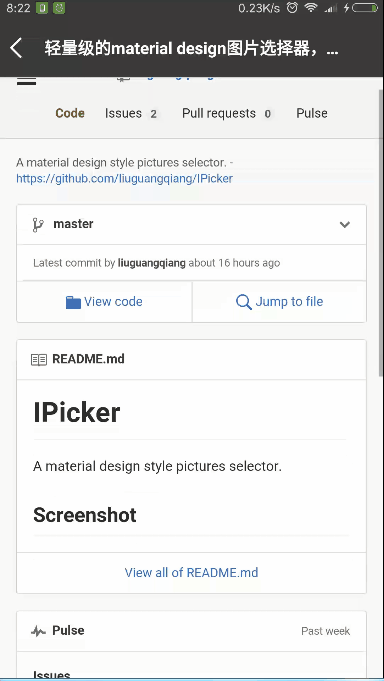 8:22
0.23K/s
轻量级的material design图片选择器，...
Code Issues 2 Pull requests 0 Pulse
A material design style pictures selector. -
https://github.com/liuguangqiang/IPicker
master
Latest commit by liuguangqiang about 16 hours ago
View code Jump to file
README.md
IPicker
A material design style pictures selector.
Screenshot
View all of README.md
Pulse Past week
Issues